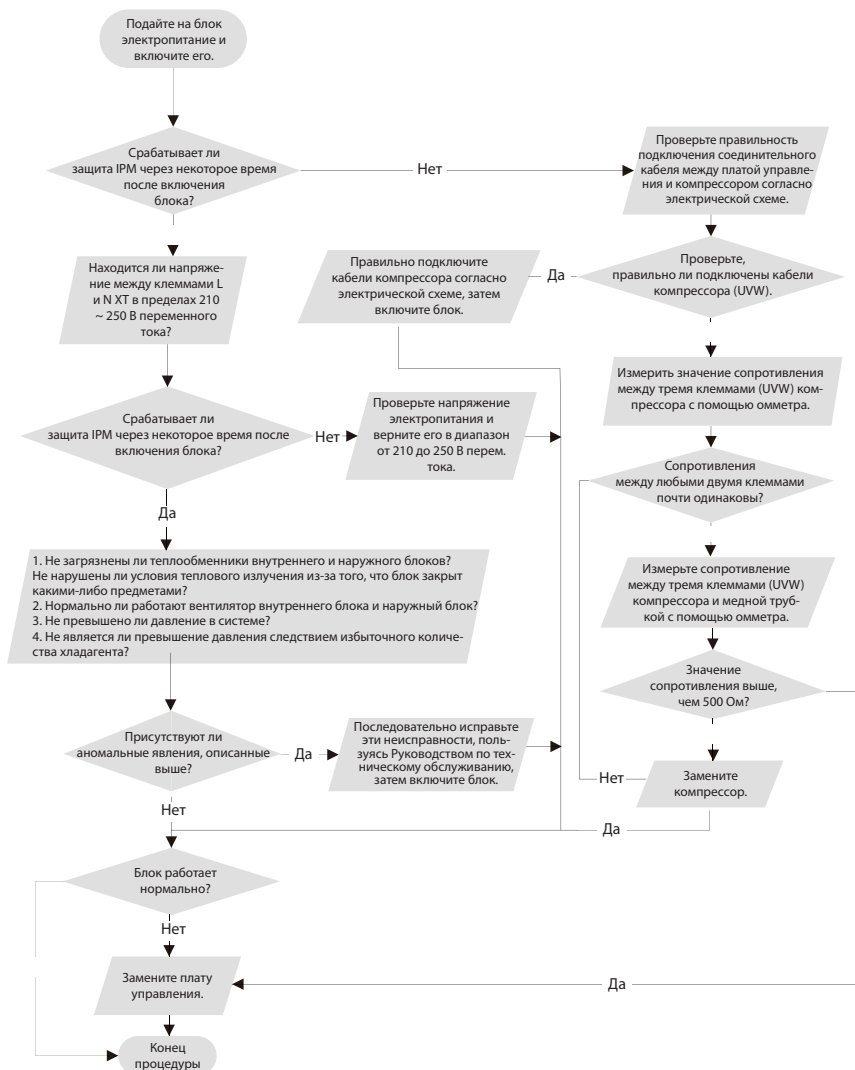 Подайте на блок
электропитание и
включите его.
Срабатывает ли
защита IPM через некоторое время
после включения
блока?
Нет
Проверьте правильность
подключения соединительного
кабеля между платой управле-
ния и компрессором согласно
электрической схеме.
Находится ли напряже-
ние между клеммами L
и N XT в пределах 210
~ 250 В переменного
тока?
Правильно подключите
кабели компрессора согласно
электрической схеме, затем
включите блок.
Да
Проверьте,
правильно ли подключены кабели
компрессора (UVW).
Измерить значение сопротивления
между тремя клеммами (UVW) ком-
прессора с помощью омметра.
Срабатывает ли
защита IPM через некоторое время после
включения блока?
Нет
Проверьте напряжение
электропитания и
верните его в диапазон
от 210 до 250 В перем.
тока.
Сопротивления
между любыми двумя клеммами
почти одинаковы?
Да
1. Не загрязнены ли теплообменники внутреннего и наружного блоков?
Не нарушены ли условия теплового излучения из-за того, что блок закрыт
какими-либо предметами?
2. Нормально ли работают вентилятор внутреннего блока и наружный блок?
3. Не превышено ли давление в системе?
4. Не является ли превышение давления следствием избыточного количе-
ства хладагента?
Измерьте сопротивление
между тремя клеммами (UVW)
компрессора и медной труб-
кой с помощью омметра.
Значение
сопротивления выше,
чем 500 Ом?
Присутствуют ли
аномальные явления, описанные
выше?
Да
Последовательно исправьте
эти неисправности, поль-
зуясь Руководством по тех-
ническому обслуживанию,
затем включите блок.
Нет
Замените
компрессор.
Нет
Да
Блок работает
нормально?
Нет
Замените плату
управления.
Да
Конец
процедуры